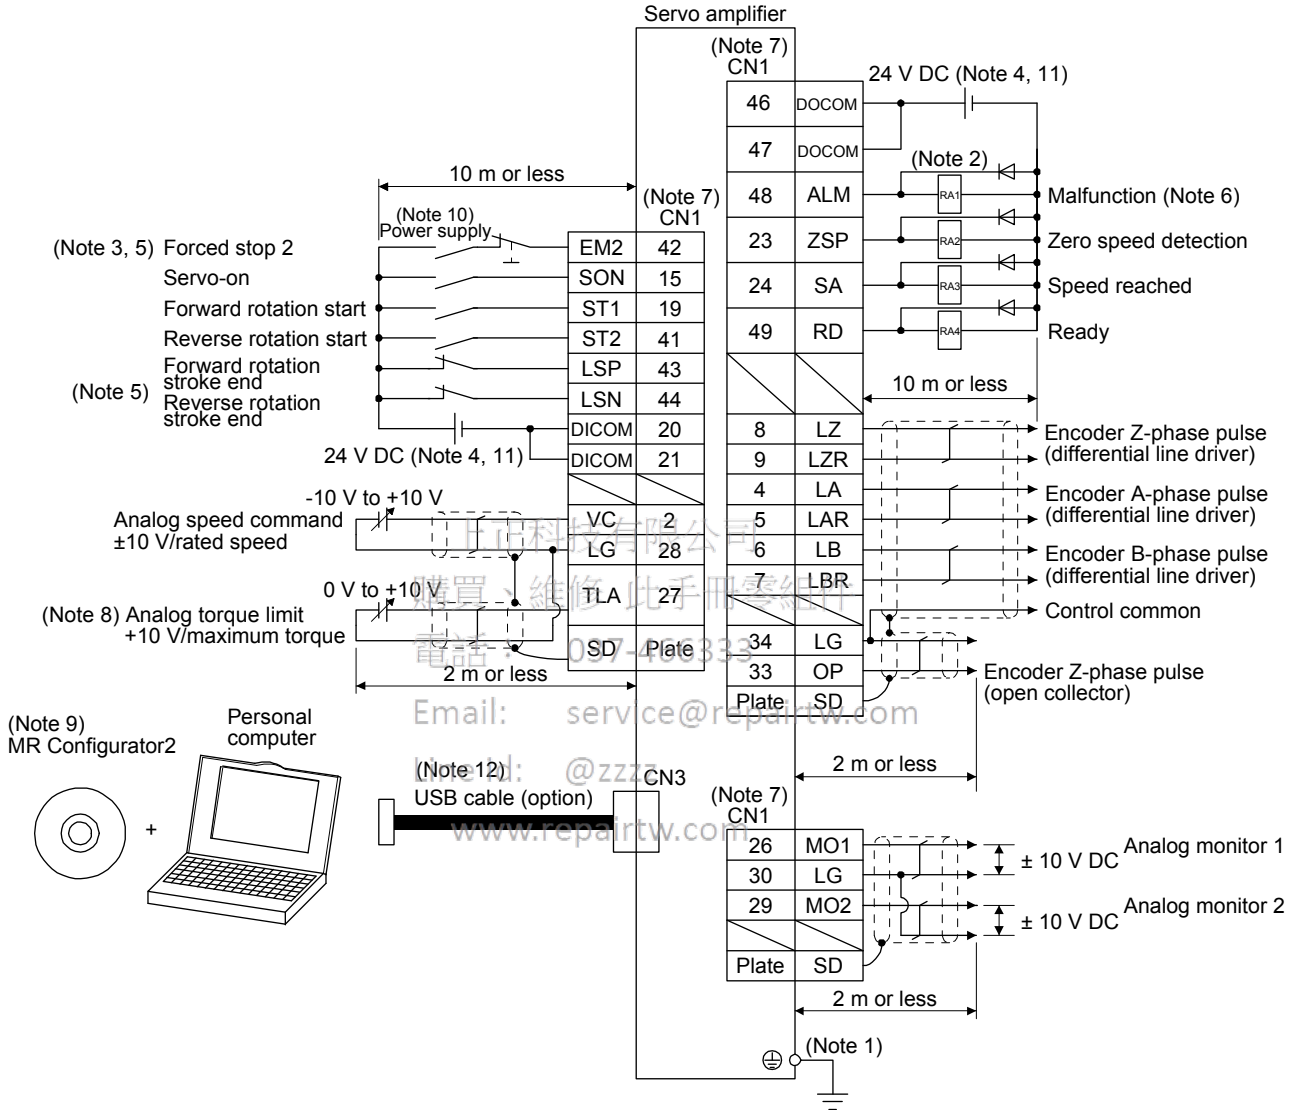 Servo amplifier
(Note 7)
CN1
24 V DC (Note 4, 11)
46 DOCOM
47 DOCOM
(Note 2)
48 ALM RA1 Malfunction (Note 6)
23 ZSP RA2 Zero speed detection
24 SA RA3 Speed reached
49 RD RA4 Ready
10 m or less
8 LZ
9 LZR
Encoder Z-phase pulse
(differential line driver)
4 LA
5 LAR
Encoder A-phase pulse
(differential line driver)
6 LB
7 LBR
Encoder B-phase pulse
(differential line driver)
Control common
34 LG
33 OP
Encoder Z-phase pulse
(open collector)
Plate SD
2 m or less
10 m or less
(Note 7)
CN1
(Note 10)
Power supply
(Note 3, 5) Forced stop 2 EM2 42
Servo-on SON 15
Forward rotation start ST1 19
Reverse rotation start ST2 41
Forward rotation
stroke end
LSP 43
(Note 5)
Reverse rotation
stroke end
LSN 44
DICOM 20
24 V DC (Note 4, 11) DICOM 21
-10 V to +10 V
Analog speed command
±10 V/rated speed
VC 2
LG 28
0 V to +10 V
(Note 8) Analog torque limit
+10 V/maximum torque
TLA 27
SD Plate
2 m or less
上正科技有限公司
購買、維修 此手冊零組件
電話: 037-466333
Email: service@repairtw.com
Line Id: @zzzz
www.repairtw.com
(Note 9)
MR Configurator2
Personal
computer
+
(Note 12)
USB cable (option)
CN3
(Note 7)
CN1
26 MO1
30 LG
± 10 V DC
Analog monitor 1
29 MO2
± 10 V DC
Analog monitor 2
Plate SD
2 m or less
(Note 1)